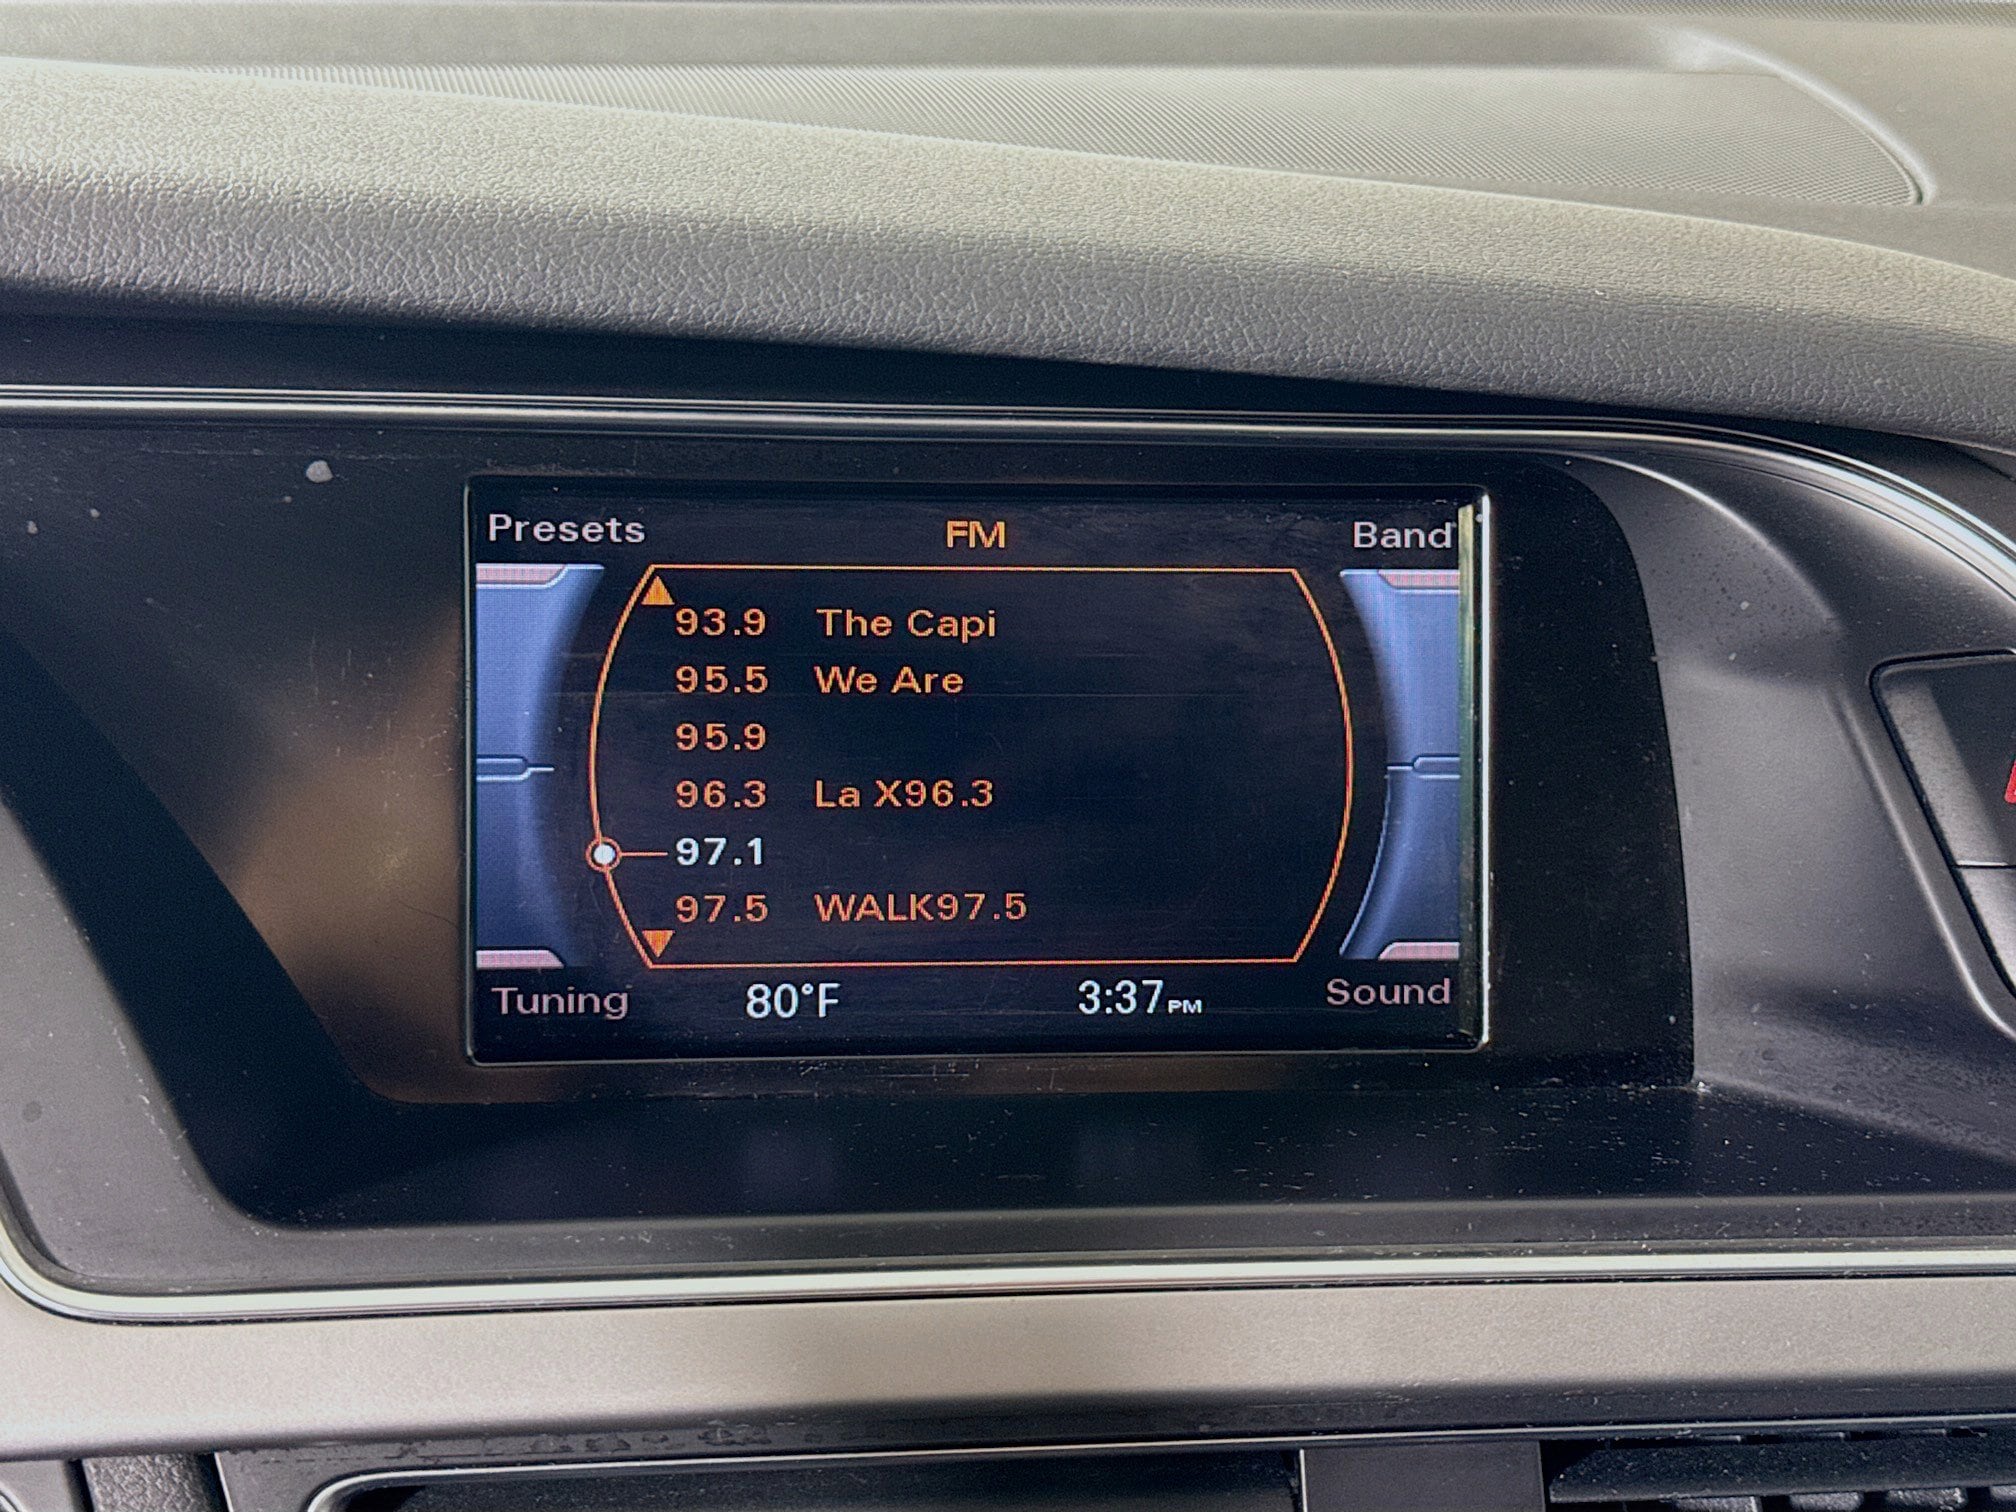 Presets FM Band
93.9 The Capi
95.5 We Are
95.9
96.3 La X96.3
97.1
97.5 WALK97.5
Tuning 80°F 3:37PM Sound